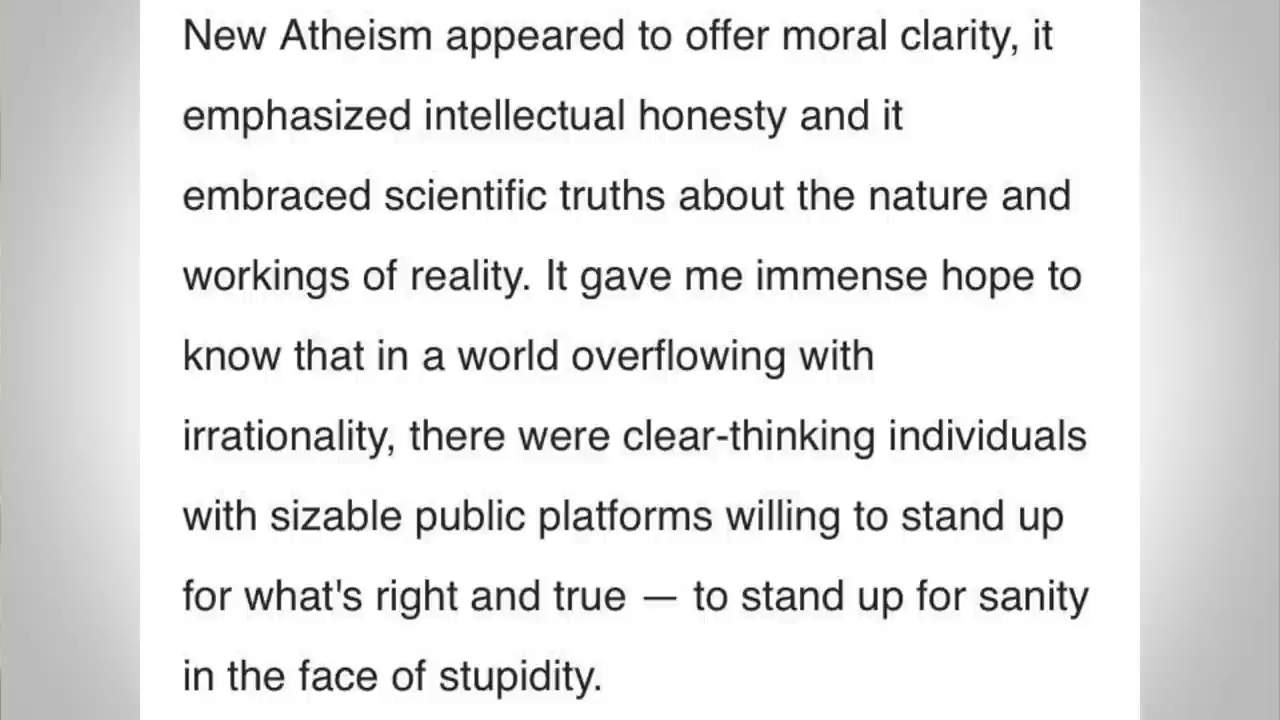 New Atheism appeared to offer moral clarity, it
emphasized intellectual honesty and it
embraced scientific truths about the nature and
workings of reality. It gave me immense hope to
know that in a world overflowing with
irrationality, there were clear-thinking individuals
with sizable public platforms willing to stand up
for what's right and true — to stand up for sanity
in the face of stupidity.